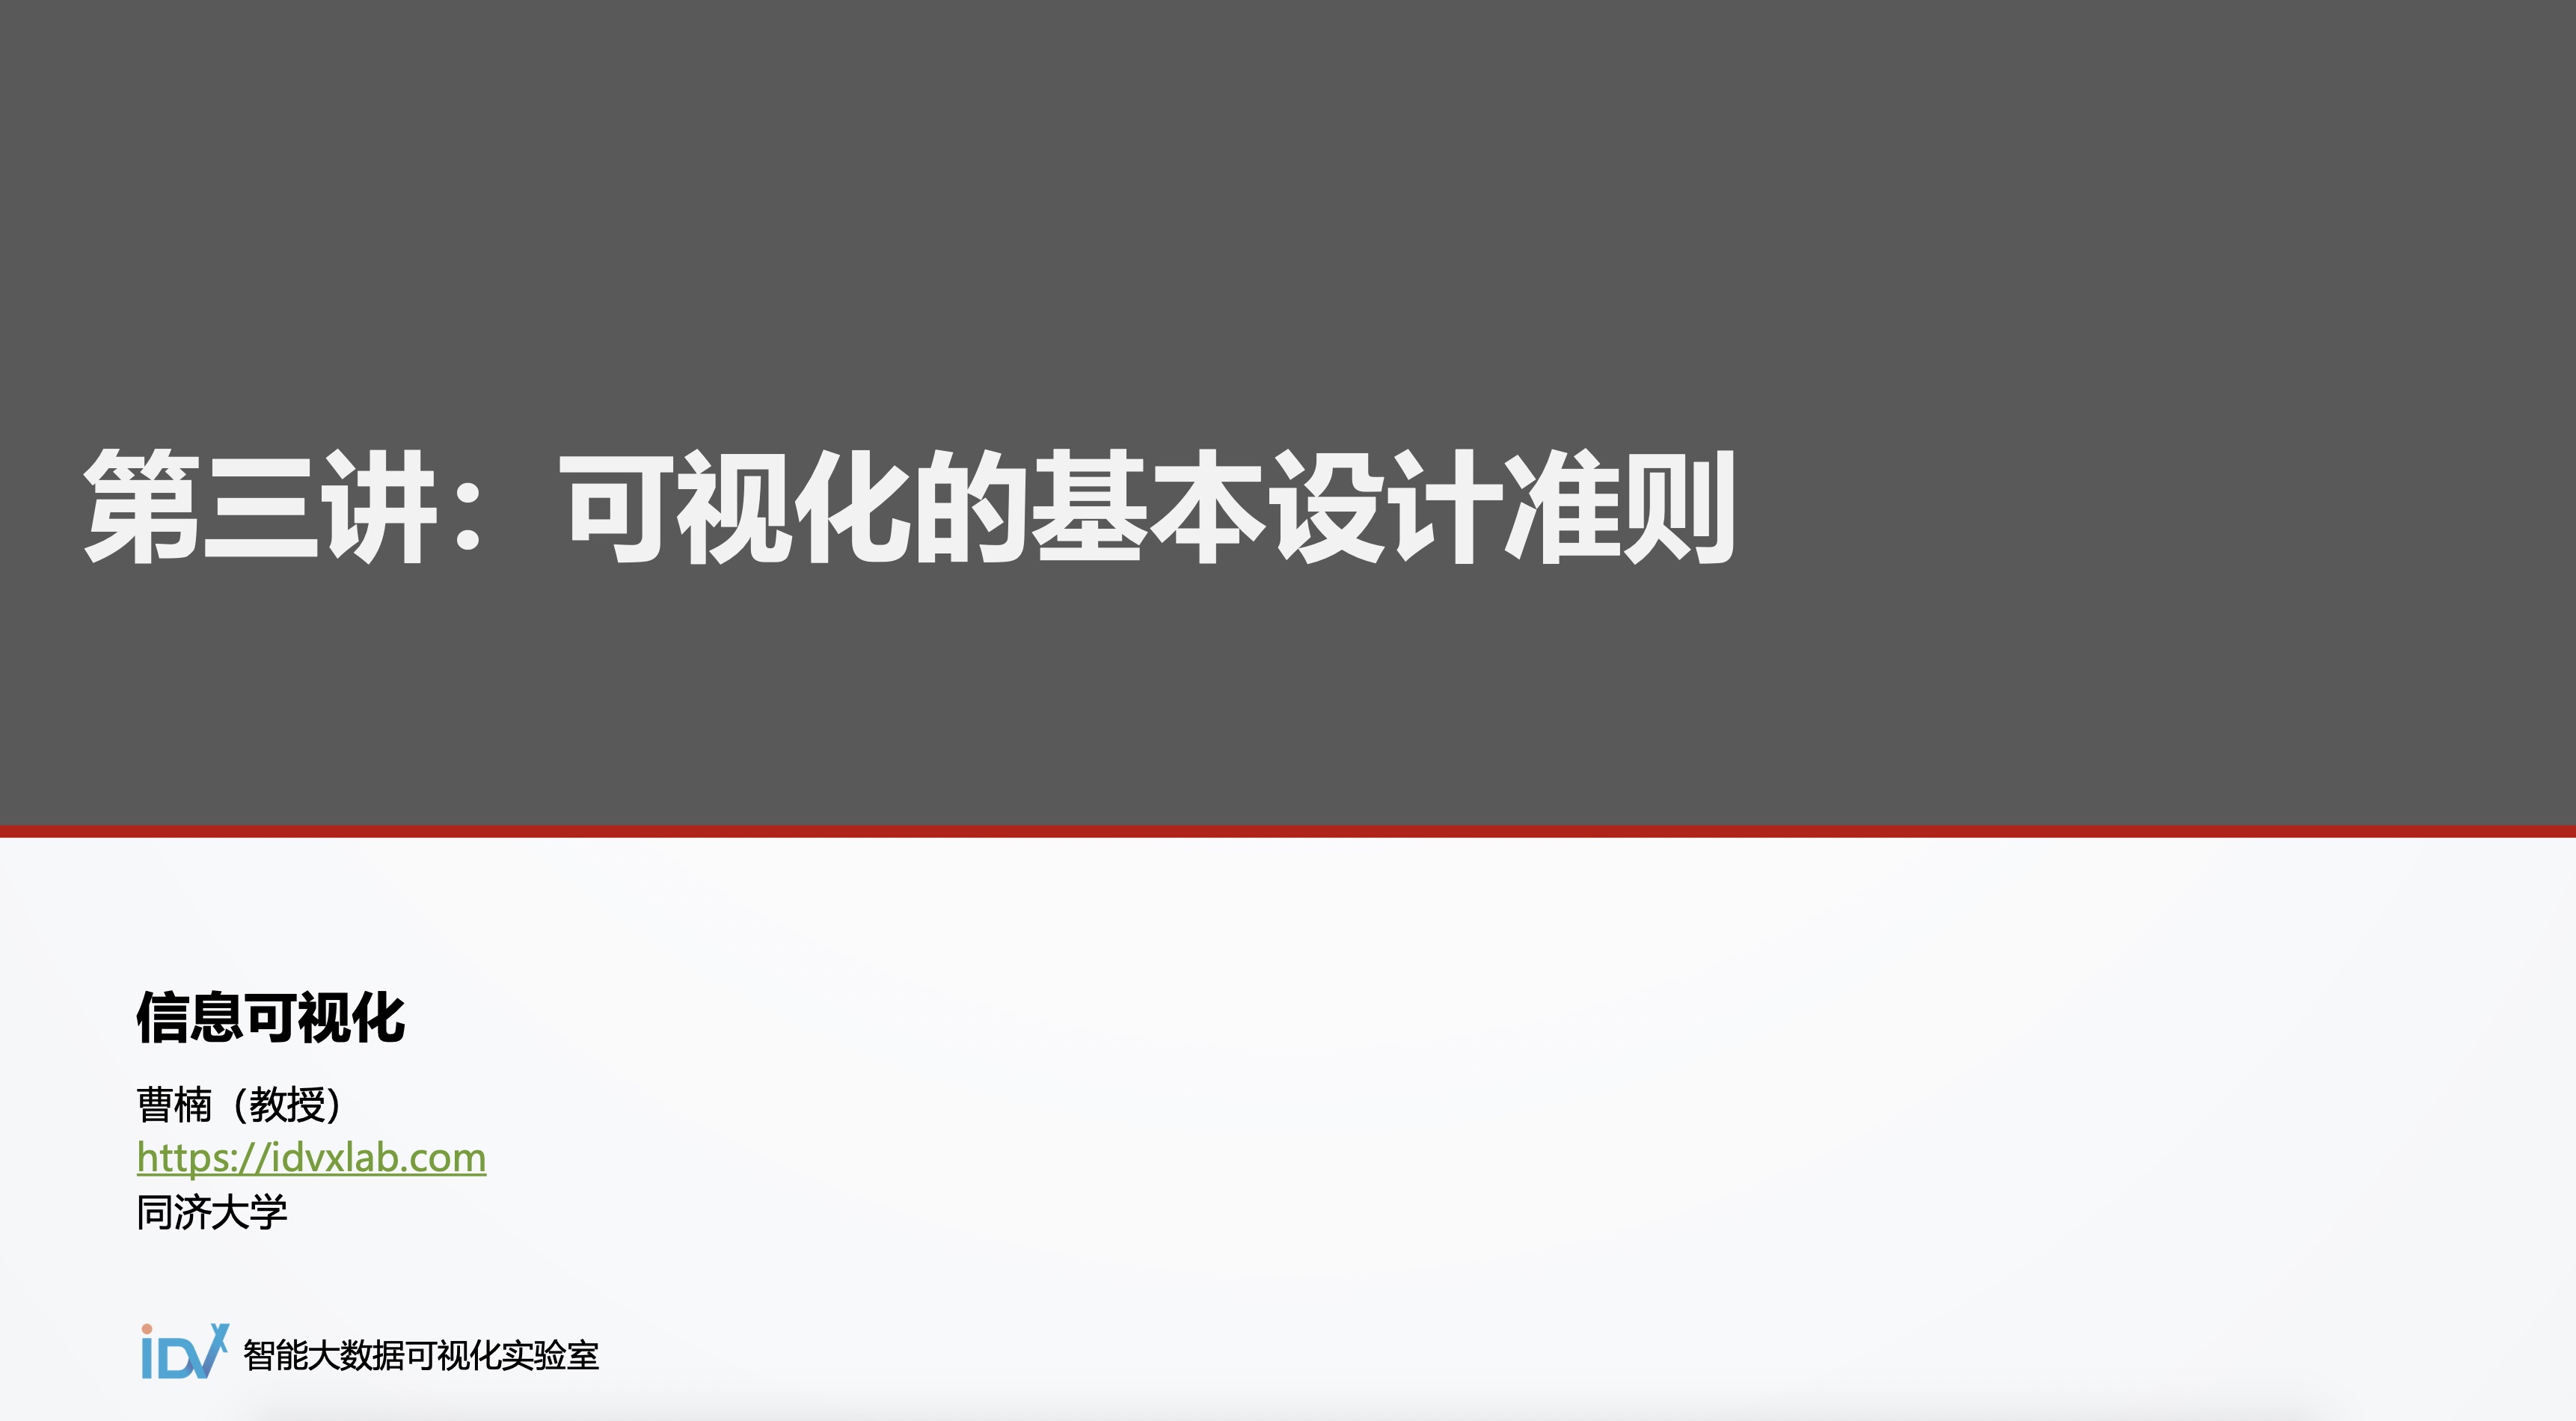 第三讲：可视化的基本设计准则
信息可视化
曹楠（教授）
https://idvxlab.com
同济大学
iDVX 智能大数据可视化实验室